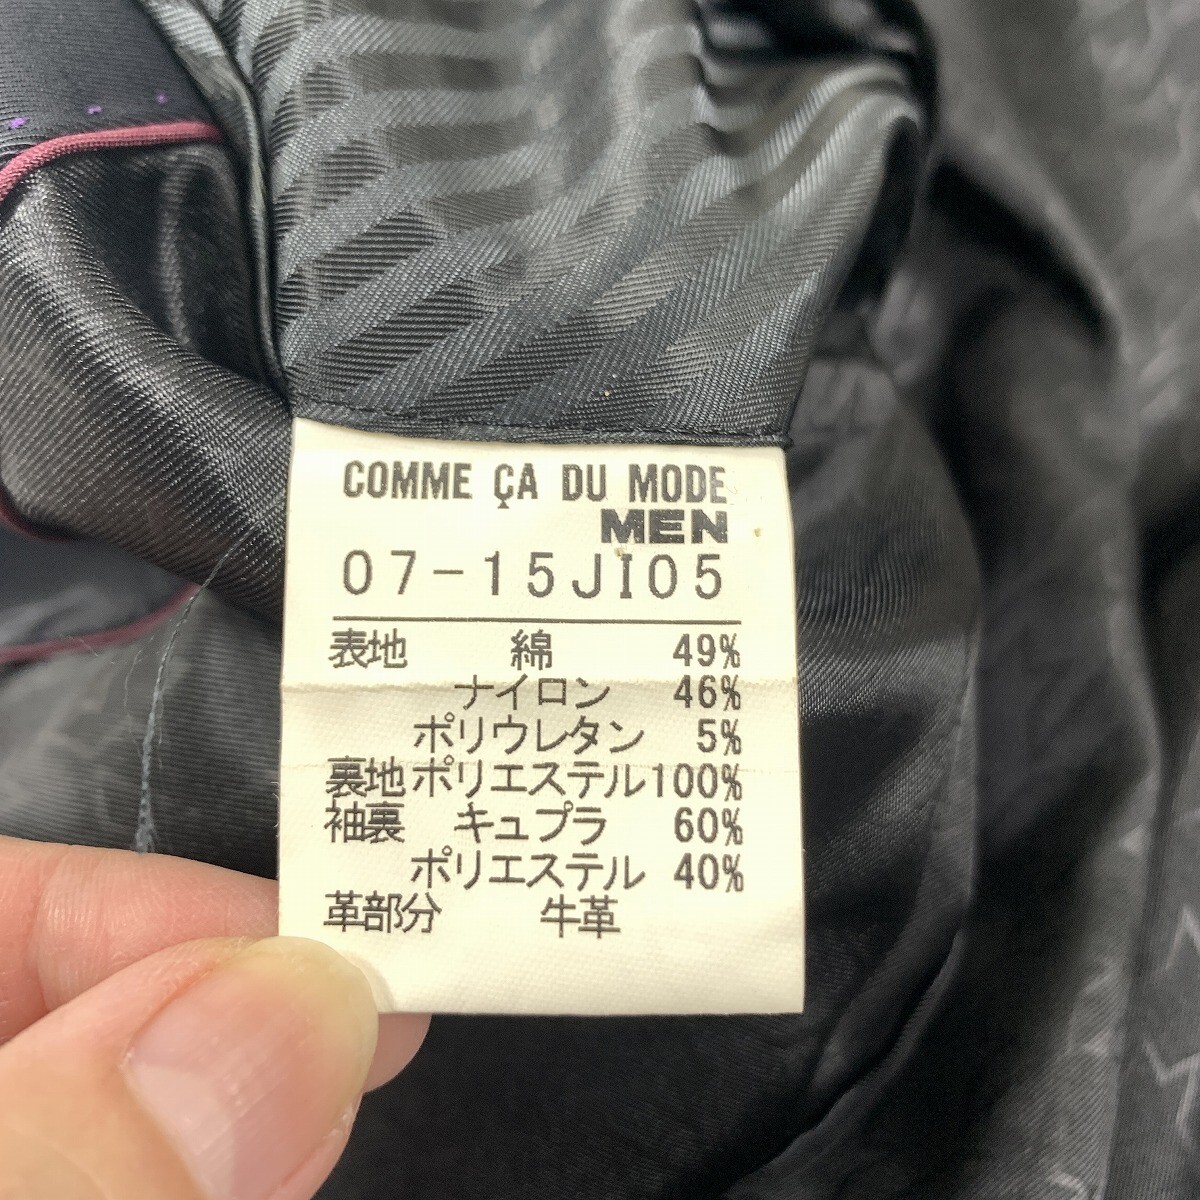 COMME ÇA DU MODE
MEN
07-15JI05
表地 綿 49%
ナイロン 46%
ポリウレタン 5%
裏地 ポリエステル 100%
袖裏 キュプラ 60%
ポリエステル 40%
革部分 牛革